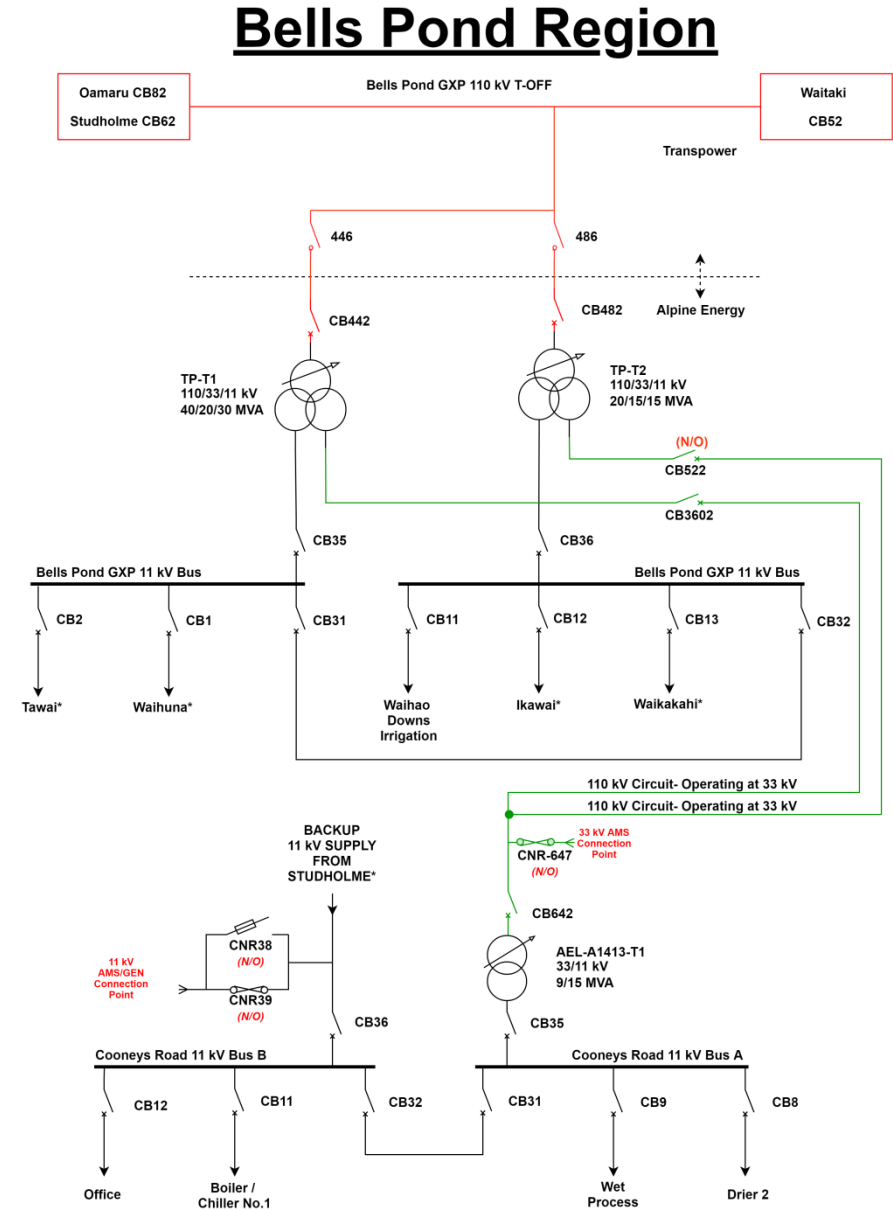 Bells Pond Region
Oamaru CB82
Studholme CB62
Bells Pond GXP 110 kV T-OFF
Waitaki
CB52
Transpower
446
486
Alpine Energy
CB442
CB482
TP-T1
110/33/11 kV
40/20/30 MVA
TP-T2
110/33/11 kV
20/15/15 MVA
(N/O)
CB522
CB3602
CB35
CB36
Bells Pond GXP 11 kV Bus
Bells Pond GXP 11 kV Bus
CB2
CB1
CB31
CB11
CB12
CB13
CB32
Tawai*
Waihuna*
Waihao
Downs
Irrigation
Ikawai*
Waikakahi*
110 kV Circuit- Operating at 33 kV
110 kV Circuit- Operating at 33 kV
BACKUP
11 kV SUPPLY
FROM
STUDHOLME*
33 kV AMS
Connection
Point
CNR-647
(N/O)
CB642
CNR38
(N/O)
11 kV
AMS/GEN
Connection
Point
CNR39
(N/O)
AEL-A1413-T1
33/11 kV
9/15 MVA
CB36
CB35
Cooneys Road 11 kV Bus B
Cooneys Road 11 kV Bus A
CB12
CB11
CB32
CB31
CB9
CB8
Office
Boiler /
Chiller No.1
Wet
Process
Drier 2